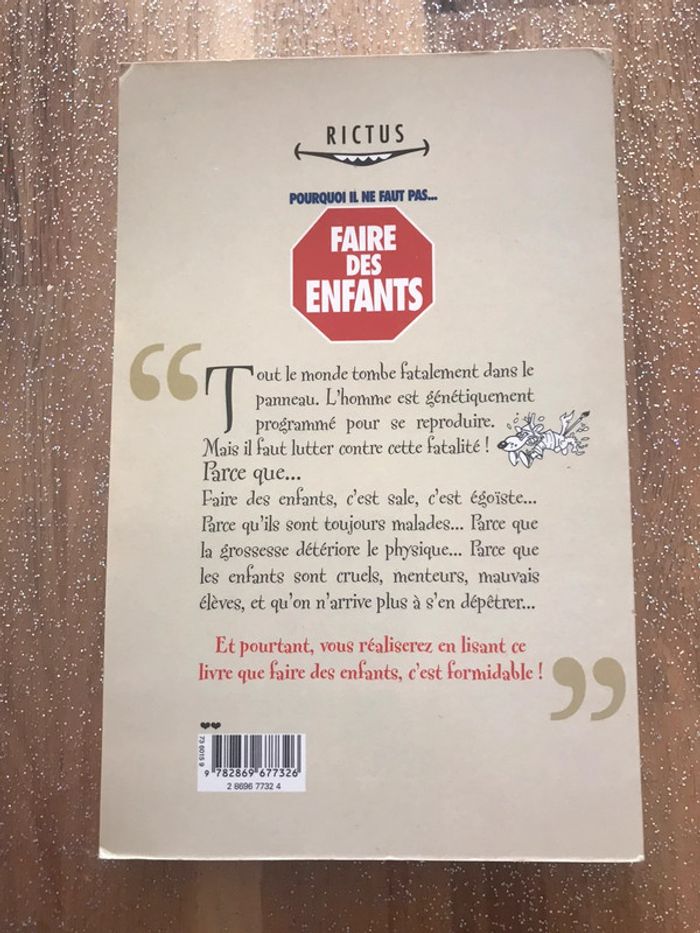 RICTUS
POURQUOI IL NE FAUT PAS...
FAIRE
DES
ENFANTS
“
Tout le monde tombe fatalement dans le
panneau. L'homme est génétiquement
programmé pour se reproduire.
Mais il faut lutter contre cette fatalité !
Parce que...
Faire des enfants, c'est sale, c'est égoïste...
Parce qu'ils sont toujours malades... Parce que
la grossesse détériore le physique... Parce que
les enfants sont cruels, menteurs, mauvais
élèves, et qu'on n'arrive plus à s'en dépêtrer...
Et pourtant, vous réaliserez en lisant ce
livre que faire des enfants, c'est formidable !
”
73 6015 9
9 782869 677326
2 8696 7732 4